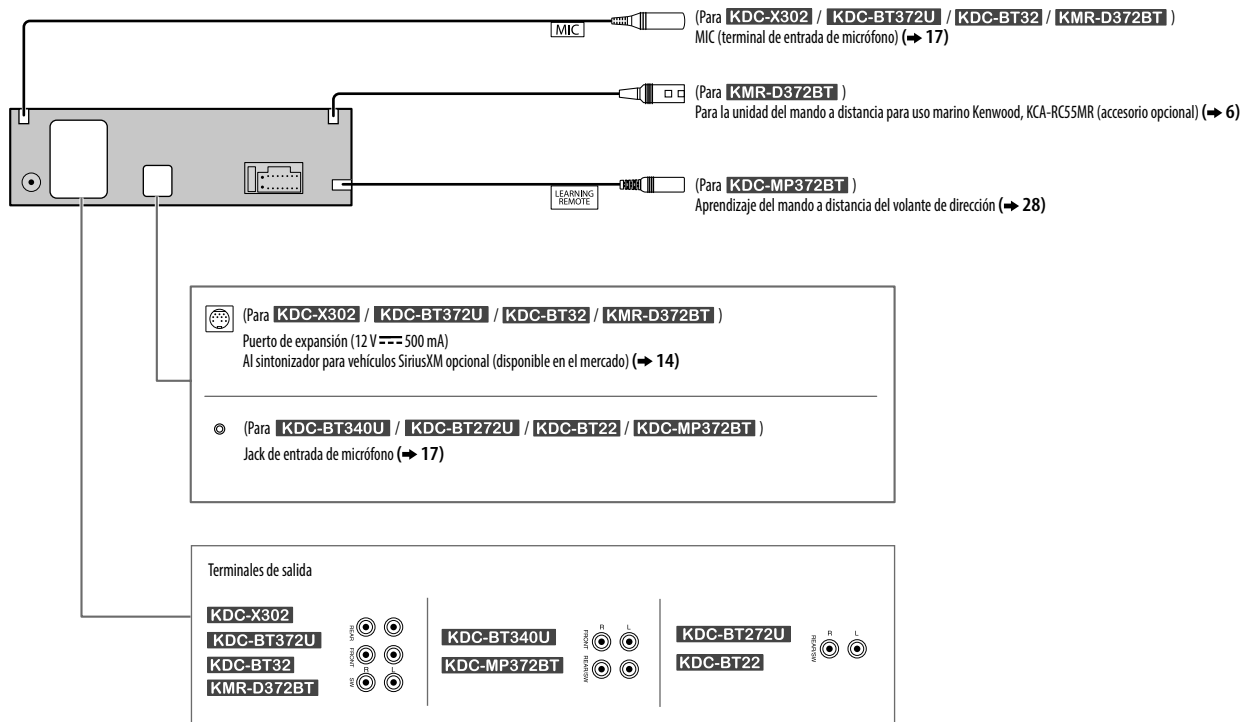 MIC
(Para KDC-X302 / KDC-BT372U / KDC-BT32 / KMR-D372BT )
MIC (terminal de entrada de micrófono) (➜ 17)
(Para KMR-D372BT )
Para la unidad del mando a distancia para uso marino Kenwood, KCA-RC55MR (accesorio opcional) (➜ 6)
LEARNING
REMOTE
(Para KDC-MP372BT )
Aprendizaje del mando a distancia del volante de dirección (➜ 28)
(Para KDC-X302 / KDC-BT372U / KDC-BT32 / KMR-D372BT )
Puerto de expansión (12 V ⎓ 500 mA)
Al sintonizador para vehículos SiriusXM opcional (disponible en el mercado) (➜ 14)
(Para KDC-BT340U / KDC-BT272U / KDC-BT22 / KDC-MP372BT )
Jack de entrada de micrófono (➜ 17)
Terminales de salida
KDC-X302
KDC-BT372U
KDC-BT32
KMR-D372BT
REAR
FRONT
R L
SW
KDC-BT340U
KDC-MP372BT
R L
FRONT
REAR/SW
KDC-BT272U
KDC-BT22
R L
REAR/SW